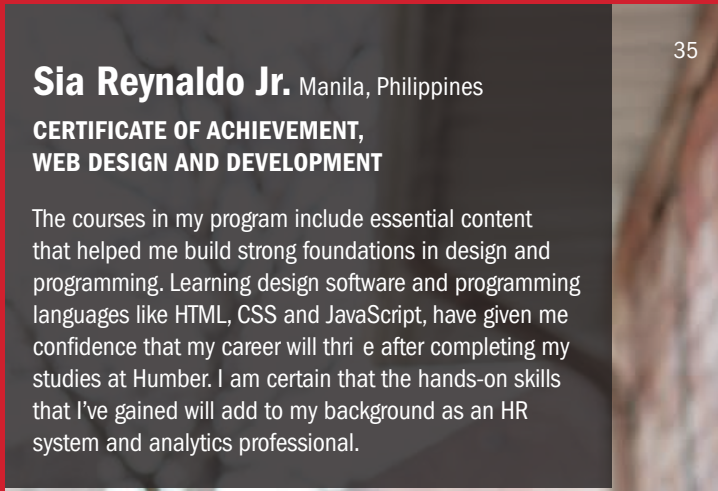 35
Sia Reynaldo Jr. Manila, Philippines
CERTIFICATE OF ACHIEVEMENT,
WEB DESIGN AND DEVELOPMENT
The courses in my program include essential content
that helped me build strong foundations in design and
programming. Learning design software and programming
languages like HTML, CSS and JavaScript, have given me
confidence that my career will thri e after completing my
studies at Humber. I am certain that the hands-on skills
that I’ve gained will add to my background as an HR
system and analytics professional.